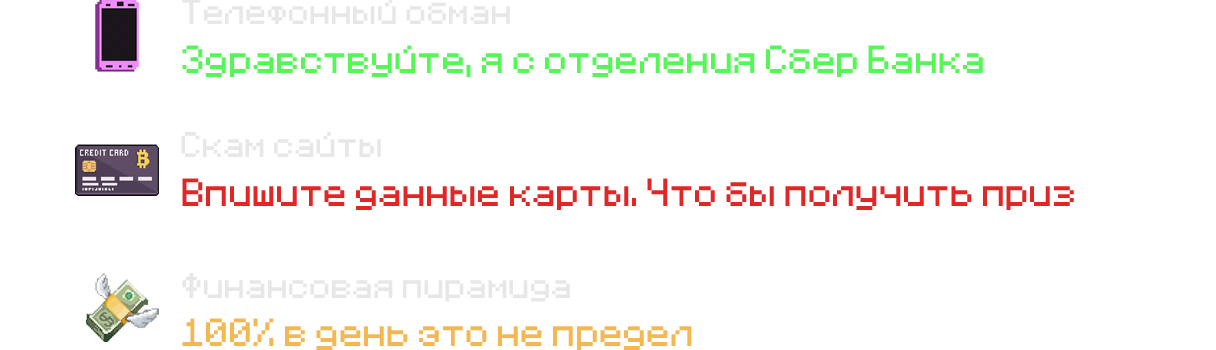 Телефонный обман
Здравствуйте, я с отделения Сбер Банка
CREDIT CARD
Скам сайты
Впишите данные карты. Что бы получить приз
Финансовая пирамида
100% в день это не предел